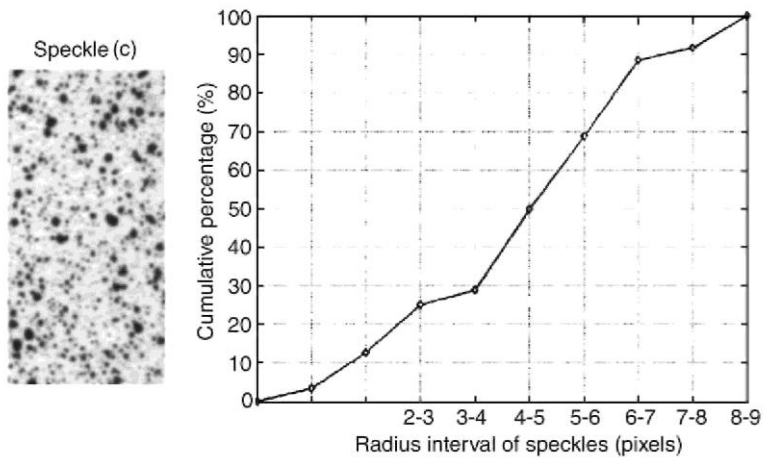 Speckle (c)
Cumulative percentage (%)
100
90
80
70
60
50
40
30
20
10
0
2-3 3-4 4-5 5-6 6-7 7-8 8-9
Radius interval of speckles (pixels)